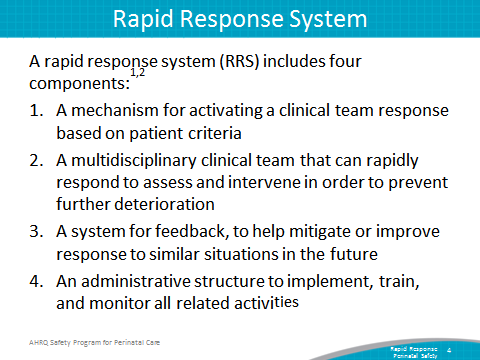 Rapid Response System
A rapid response system (RRS) includes four
components:1,2
1. A mechanism for activating a clinical team response
based on patient criteria
2. A multidisciplinary clinical team that can rapidly
respond to assess and intervene in order to prevent
further deterioration
3. A system for feedback, to help mitigate or improve
response to similar situations in the future
4. An administrative structure to implement, train,
and monitor all related activities
AHRQ Safety Program for Perinatal Care
Rapid Response 4
Perinatal Safety